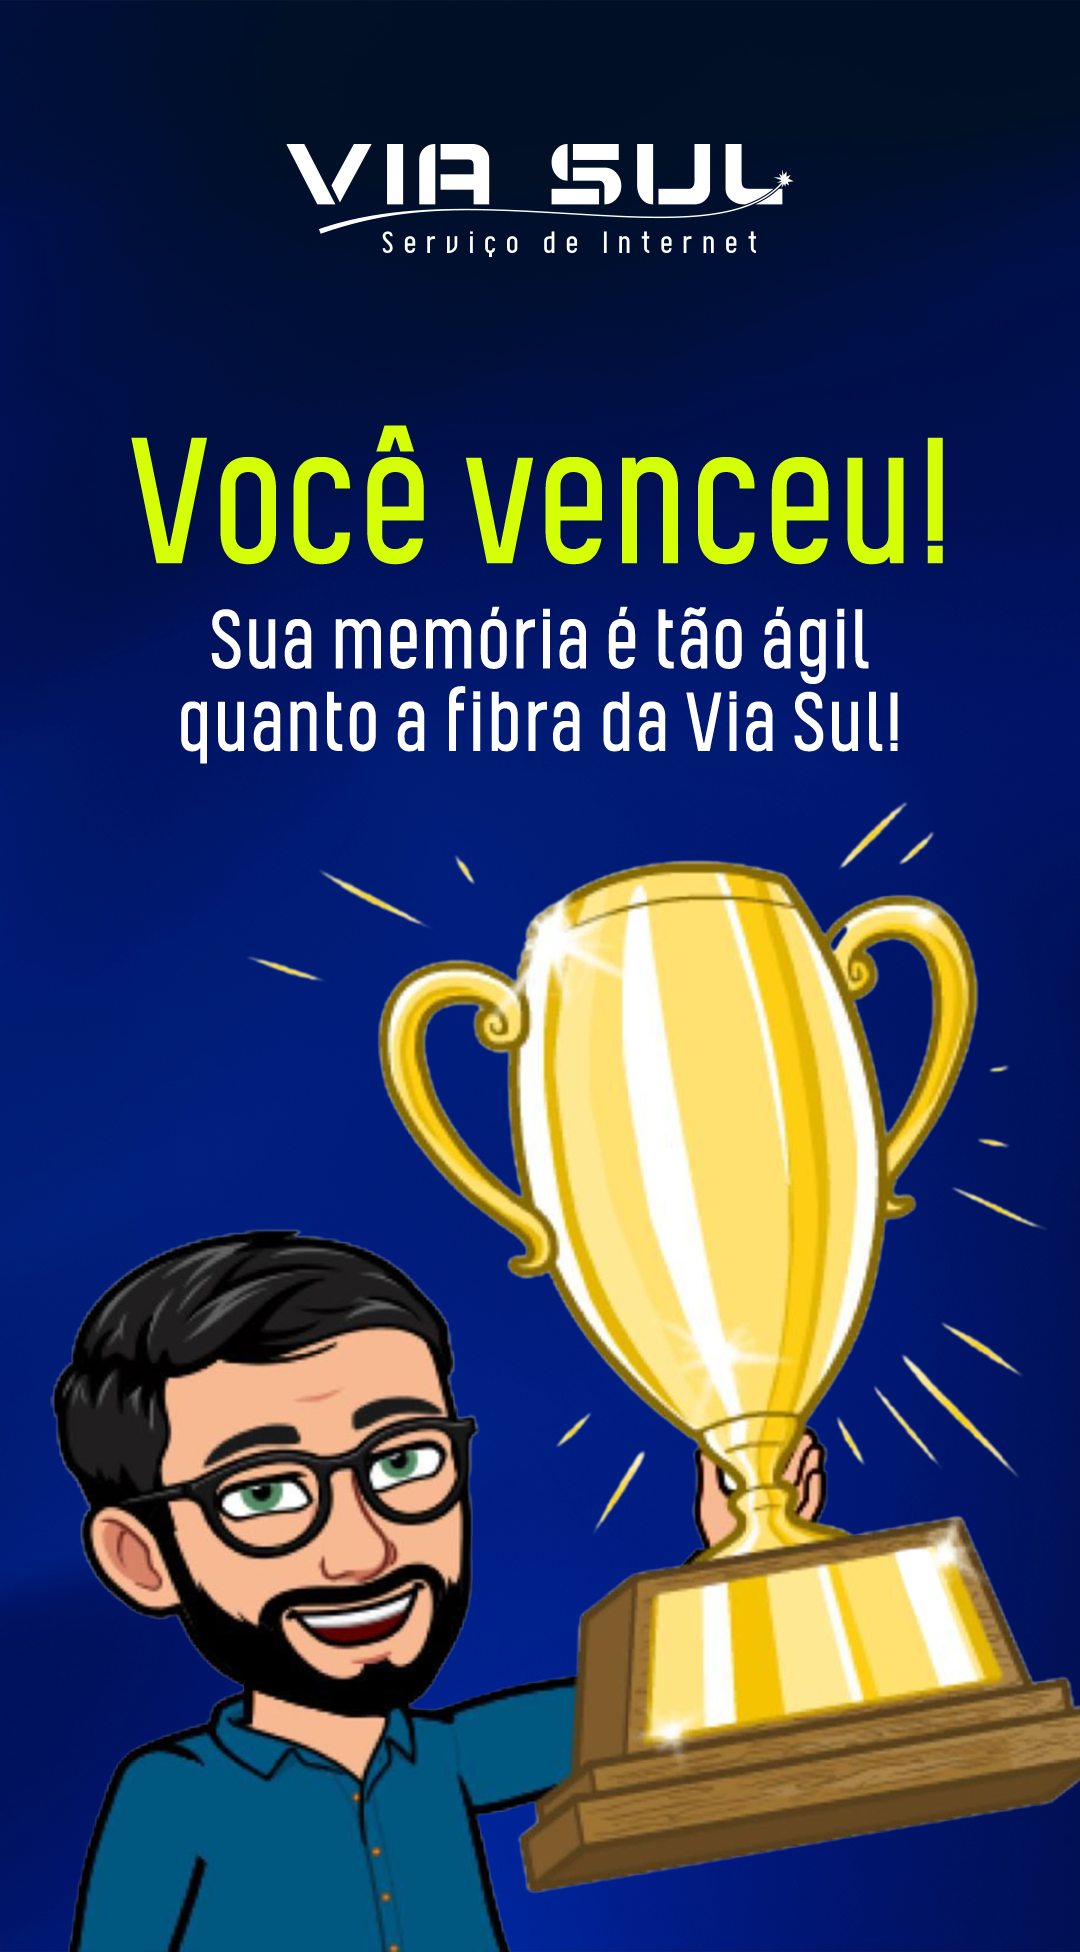 VIA SUL
Serviço de Internet
Você venceu!
Sua memória é tão ágil
quanto a fibra da Via Sul!